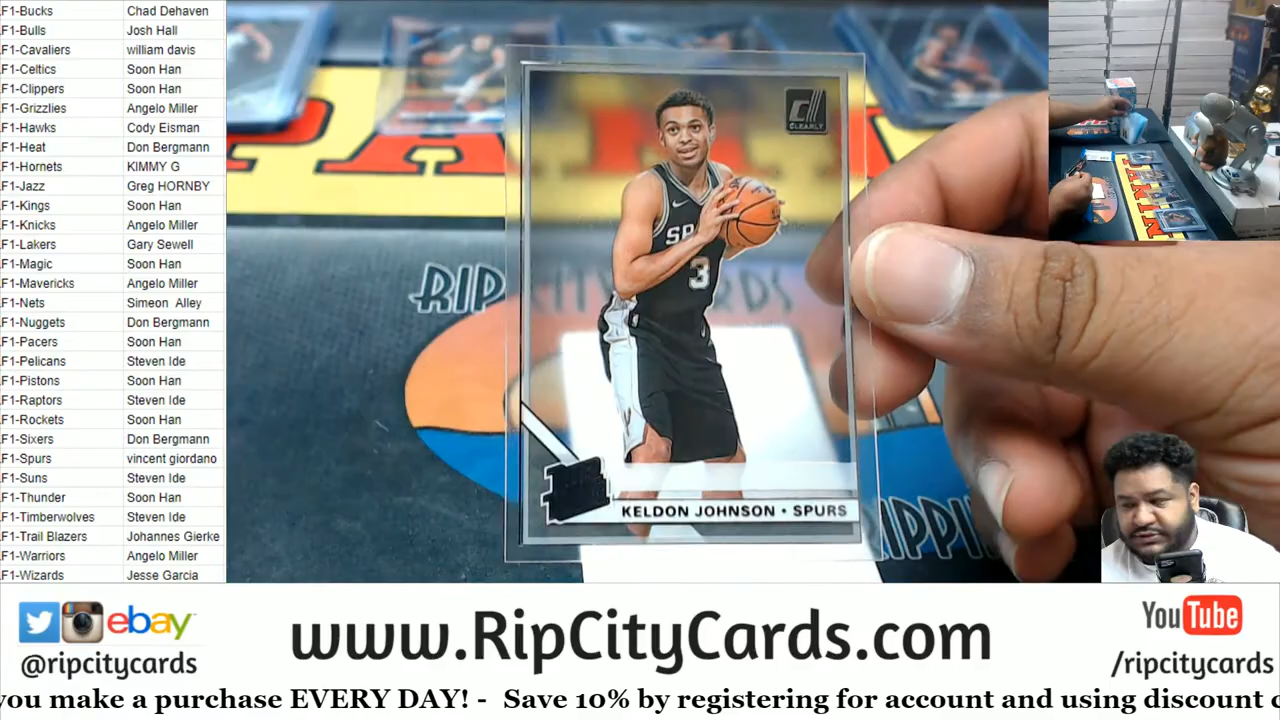 F1-Bucks Chad Dehaven
F1-Bulls Josh Hall
F1-Cavaliers william davis
F1-Celtics Soon Han
F1-Clippers Soon Han
F1-Grizzlies Angelo Miller
F1-Hawks Cody Eisman
F1-Heat Don Bergmann
F1-Hornets KIMMY G
F1-Jazz Greg HORNBY
F1-Kings Soon Han
F1-Knicks Angelo Miller
F1-Lakers Gary Sewell
F1-Magic Soon Han
F1-Mavericks Angelo Miller
F1-Nets Simeon Alley
F1-Nuggets Don Bergmann
F1-Pacers Soon Han
F1-Pelicans Steven Ide
F1-Pistons Soon Han
F1-Raptors Steven Ide
F1-Rockets Soon Han
F1-Sixers Don Bergmann
F1-Spurs vincent giordano
F1-Suns Steven Ide
F1-Thunder Soon Han
F1-Timberwolves Steven Ide
F1-Trail Blazers Johannes Gierke
F1-Warriors Angelo Miller
F1-Wizards Jesse Garcia
CLEARLY
SP
3
KELDON JOHNSON • SPURS
RIP CITY CARDS
RIPPI
PANI
ebay
@ripcitycards
www.RipCityCards.com
YouTube
/ripcitycards
you make a purchase EVERY DAY! - Save 10% by registering for account and using discount